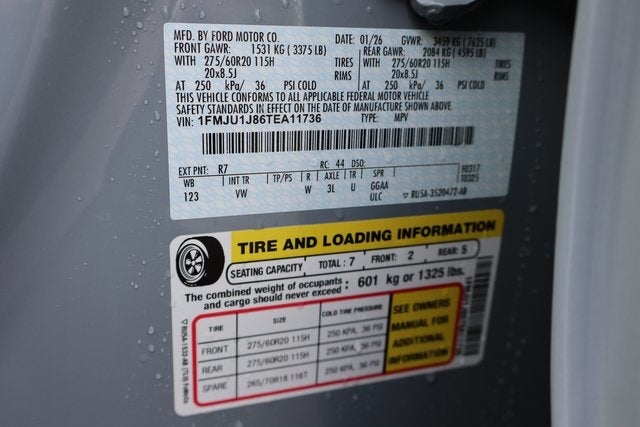 MFD. BY FORD MOTOR CO. DATE: 01/26 GVWR: 3459 KG ( 7625 LB)
FRONT GAWR: 1531 KG ( 3375 LB) REAR GAWR: 2084 KG ( 4595 LB)
WITH 275/60R20 115H TIRES WITH 275/60R20 115H TIRES
20x8.5J RIMS 20x8.5J RIMS
AT 250 kPa/ 36 PSI COLD AT 250 kPa/ 36 PSI COLD
THIS VEHICLE CONFORMS TO ALL APPLICABLE FEDERAL MOTOR VEHICLE
SAFETY STANDARDS IN EFFECT ON THE DATE OF MANUFACTURE SHOWN ABOVE.
VIN: 1FMJU1J86TEA11736 TYPE: MPV
EXT PNT: R7 RC: 44 DSO: F0317
WB INT TR TP/PS R AXLE TR SPR T0325
123 VW W 3L U GGAA
ULC ▽ RU5A-3520472-AB
TIRE AND LOADING INFORMATION
SEATING CAPACITY TOTAL: 7 FRONT: 2 REAR: 5
The combined weight of occupants and cargo should never exceed: 601 kg or 1325 lbs.
TIRE SIZE COLD TIRE PRESSURE
FRONT 275/60R20 115H 250 KPA, 36 PSI
REAR 275/60R20 115H 250 KPA, 36 PSI
SPARE 265/70R18 116T 250 KPA, 36 PSI
SEE OWNERS
MANUAL FOR
ADDITIONAL
INFORMATION